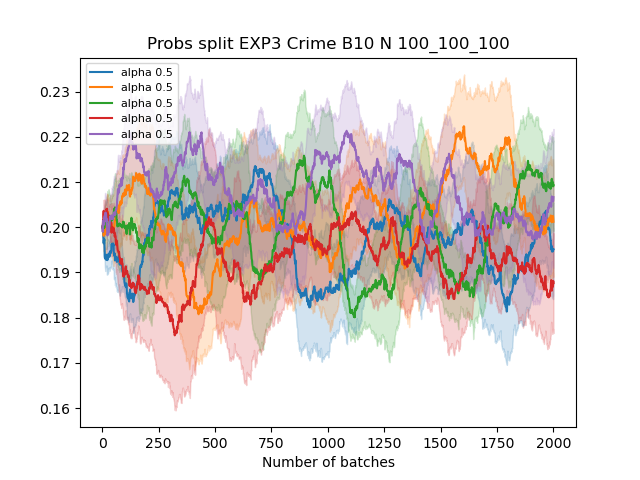 Probs split EXP3 Crime B10 N 100_100_100
alpha 0.5
alpha 0.5
alpha 0.5
alpha 0.5
alpha 0.5
0.23
0.22
0.21
0.20
0.19
0.18
0.17
0.16
0 250 500 750 1000 1250 1500 1750 2000
Number of batches